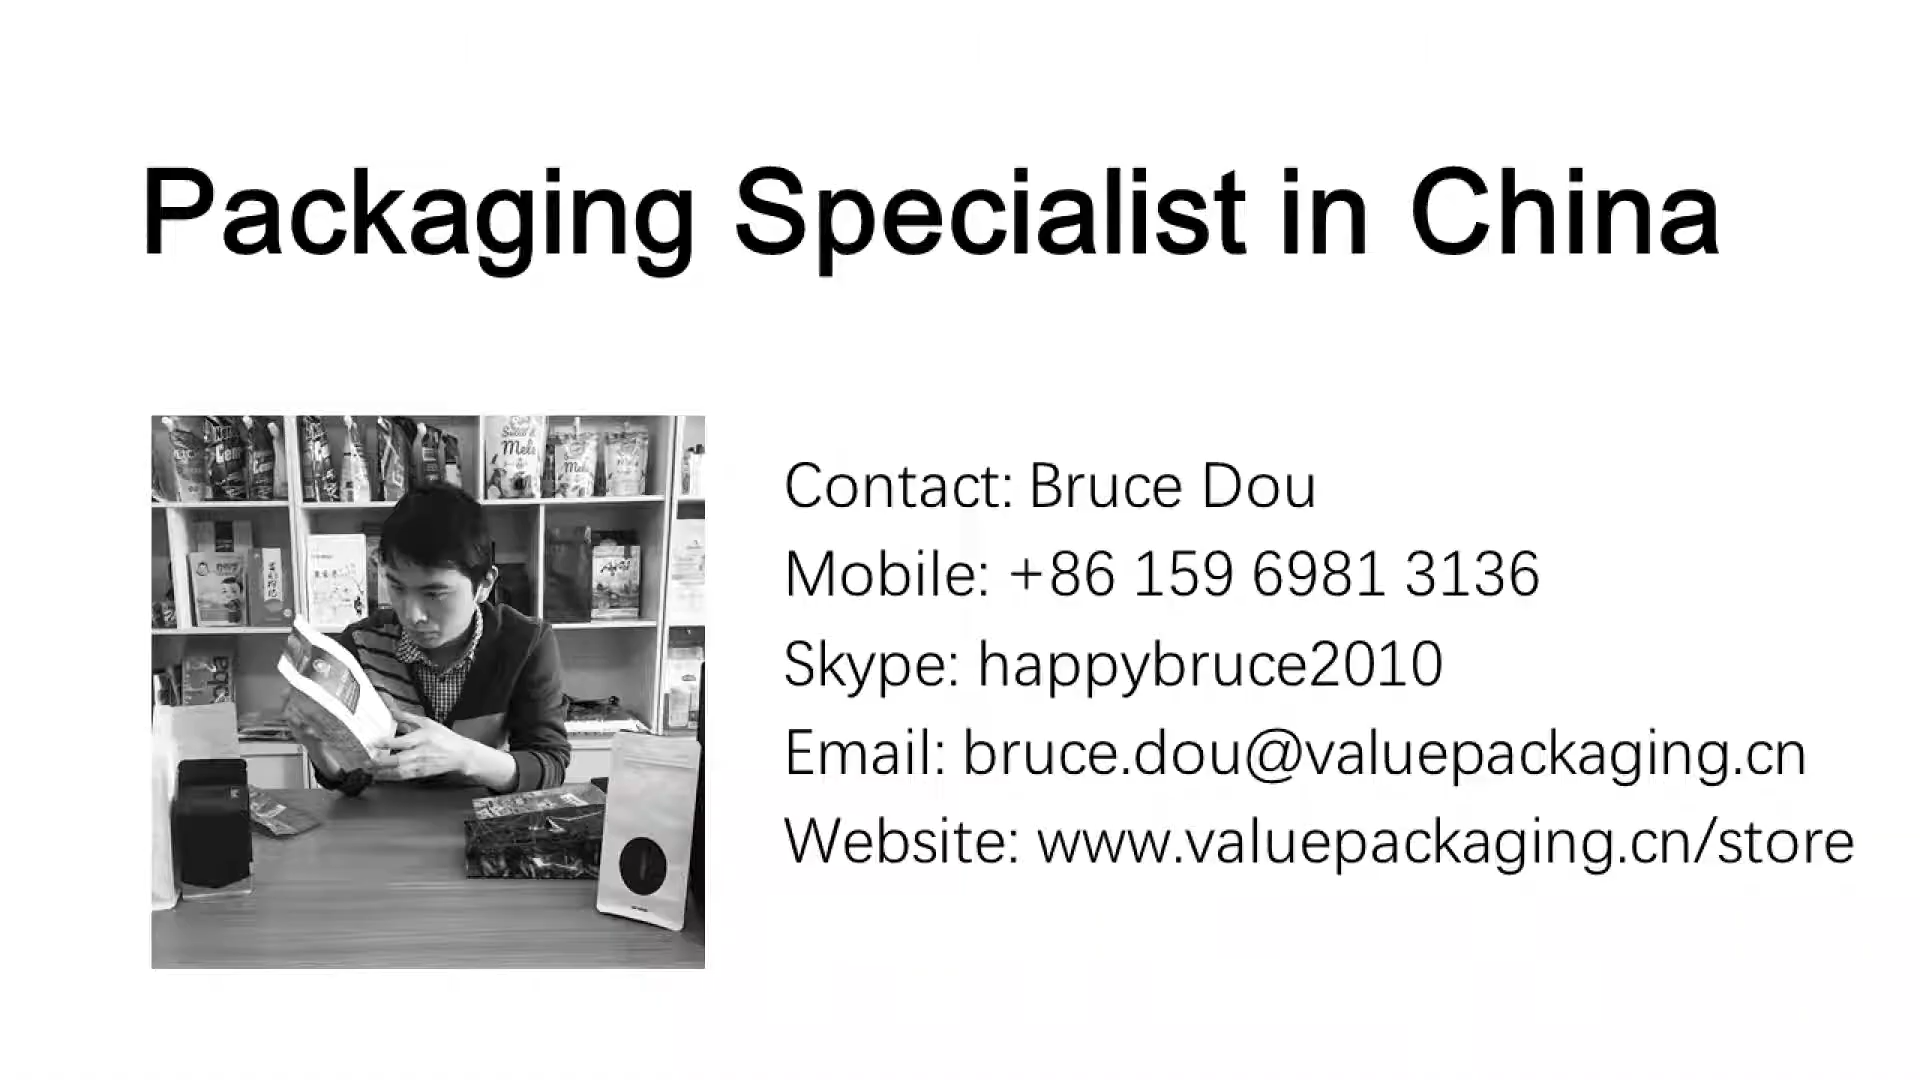 Packaging Specialist in China
Contact: Bruce Dou
Mobile: +86 159 6981 3136
Skype: happybruce2010
Email: bruce.dou@valuepackaging.cn
Website: www.valuepackaging.cn/store